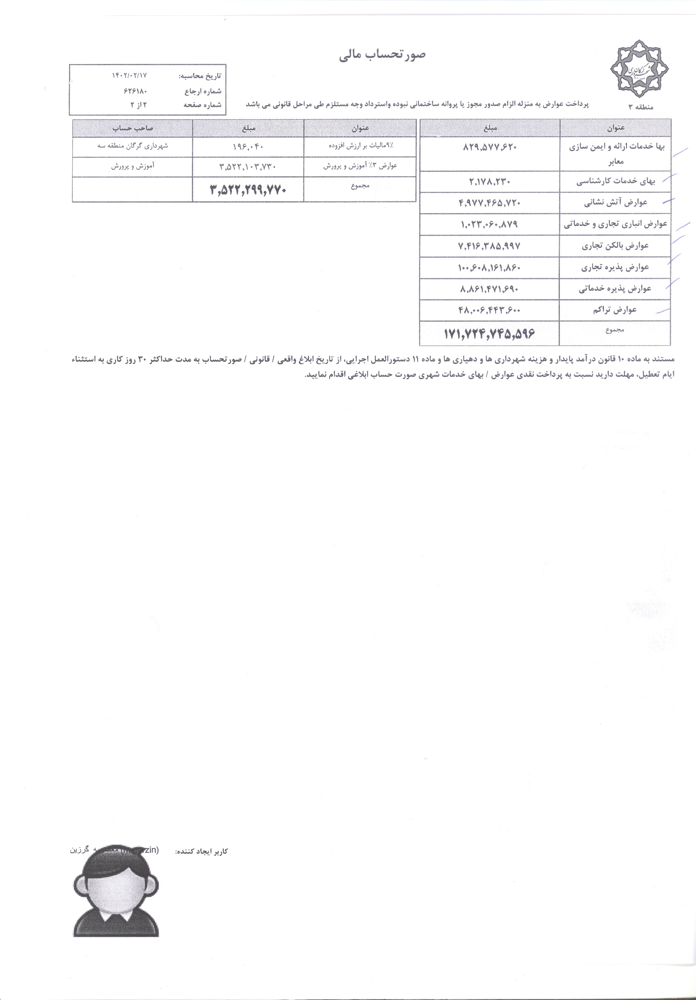 صورتحساب مالی
منطقه ۳
تاریخ محاسبه: ۱۴۰۲/۰۲/۱۷
شماره ارجاع ۶۲۶۱۸۰
شماره صفحه ۲ از ۲
پرداخت عوارض به منزله الزام صدور مجوز یا پروانه ساختمانی نبوده واسترداد وجه مستلزم طی مراحل قانونی می باشد
عنوان مبلغ
بها خدمات ارائه و ایمن سازی ۸۲۹,۵۷۷,۶۲۰
معابر
بهای خدمات کارشناسی ۲,۱۷۸,۲۳۰
عوارض آتش نشانی ۴,۹۷۷,۴۶۵,۷۲۰
عوارض انباری تجاری و خدماتی ۱,۰۲۳,۰۶۰,۸۷۹
عوارض بالکن تجاری ۷,۴۱۶,۳۸۵,۹۹۷
عوارض پذیره تجاری ۱۰۰,۶۰۸,۱۶۱,۸۶۰
عوارض پذیره خدماتی ۸,۸۶۱,۴۷۱,۶۹۰
عوارض تراکم ۴۸,۰۰۶,۴۴۳,۶۰۰
مجموع ۱۷۱,۷۲۴,۷۴۵,۵۹۶
عنوان مبلغ صاحب حساب
۹٪مالیات بر ارزش افزوده ۱۹۶,۰۴۰ شهرداری گرگان منطقه سه
عوارض ۳٪ آموزش و پرورش ۳,۵۲۲,۱۰۳,۷۳۰ آموزش و پرورش
مجموع ۳,۵۲۲,۲۹۹,۷۷۰
مستند به ماده ۱۰ قانون درآمد پایدار و هزینه شهرداری ها و دهیاری ها و ماده ۱۱ دستورالعمل اجرایی، از تاریخ ابلاغ واقعی / قانونی / صورتحساب به مدت حداکثر ۳۰ روز کاری به استثناء
ایام تعطیل، مهلت دارید نسبت به پرداخت نقدی عوارض / بهای خدمات شهری صورت حساب ابلاغی اقدام نمایید.
کاربر ایجاد کننده: گرزین